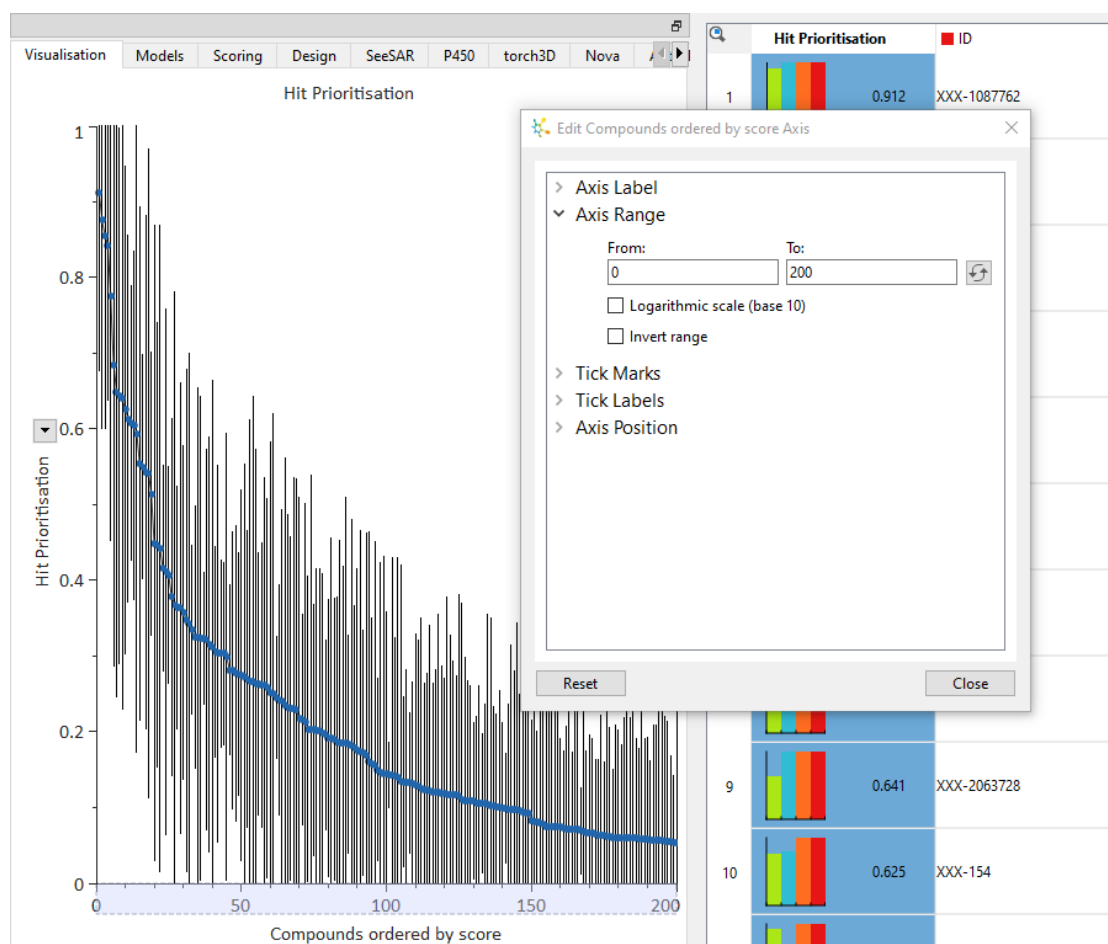 Visualisation Models Scoring Design SeeSAR P450 torch3D Nova
Hit Prioritisation
1
0.8
0.6
0.4
0.2
0
Hit Prioritisation
0 50 100 150 200
Compounds ordered by score
Hit Prioritisation ID
1 0.912 XXX-1087762
9 0.641 XXX-2063728
10 0.625 XXX-154
Edit Compounds ordered by score Axis
Axis Label
Axis Range
From: To:
0 200
Logarithmic scale (base 10)
Invert range
Tick Marks
Tick Labels
Axis Position
Reset Close